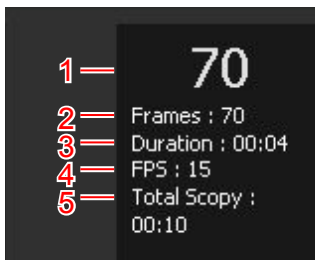 1 70
2 Frames : 70
3 Duration : 00:04
4 FPS : 15
5 Total Scopy :
00:10